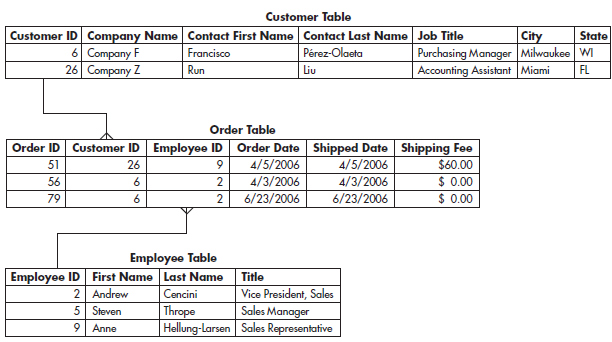 Customer Table
Customer ID Company Name Contact First Name Contact Last Name Job Title City State
6 Company F Francisco Pérez-Olaeta Purchasing Manager Milwaukee WI
26 Company Z Run Liu Accounting Assistant Miami FL
Order Table
Order ID Customer ID Employee ID Order Date Shipped Date Shipping Fee
51 26 9 4/5/2006 4/5/2006 $60.00
56 6 2 4/3/2006 4/3/2006 $ 0.00
79 6 2 6/23/2006 6/23/2006 $ 0.00
Employee Table
Employee ID First Name Last Name Title
2 Andrew Cencini Vice President, Sales
5 Steven Thrope Sales Manager
9 Anne Hellung-Larsen Sales Representative